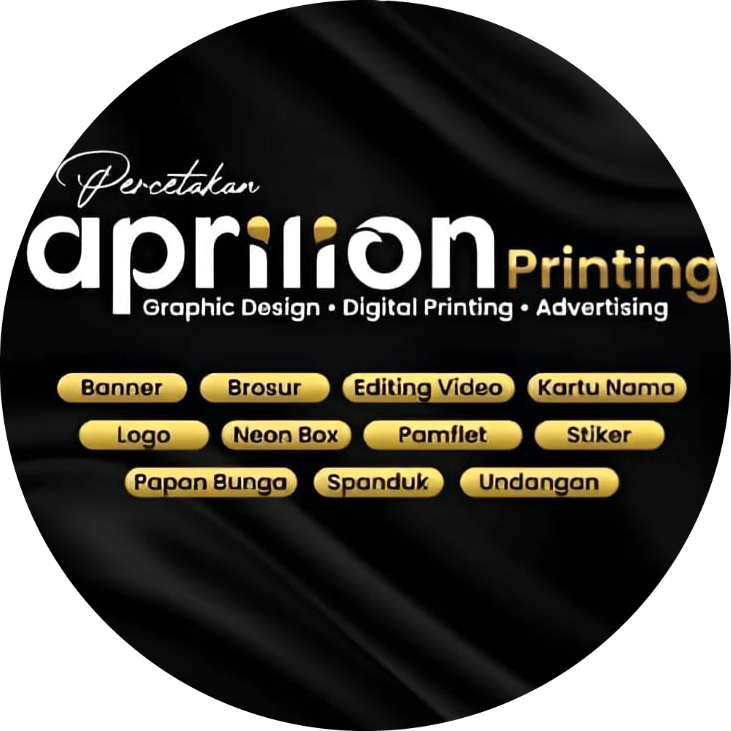 Percetakan
aprilion Printing
Graphic Design • Digital Printing • Advertising
Banner Brosur Editing Video Kartu Nama
Logo Neon Box Pamflet Stiker
Papan Bunga Spanduk Undangan